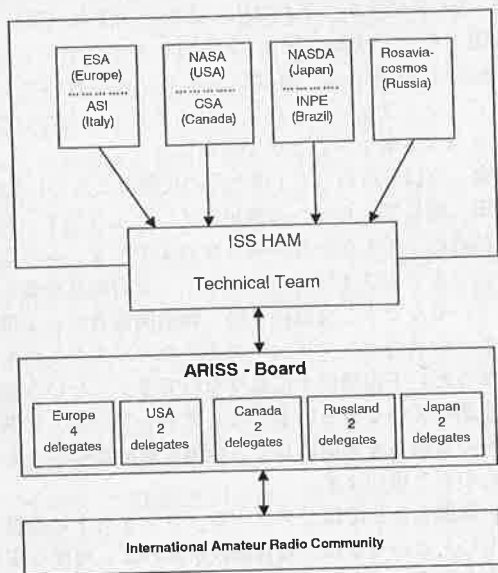 ESA
(Europe)
ASI
(Italy)
NASA
(USA)
CSA
(Canada)
NASDA
(Japan)
INPE
(Brazil)
Rosavia-
cosmos
(Russia)
ISS HAM
Technical Team
ARISS - Board
Europe
4
delegates
USA
2
delegates
Canada
2
delegates
Russland
2
delegates
Japan
2
delegates
International Amateur Radio Community